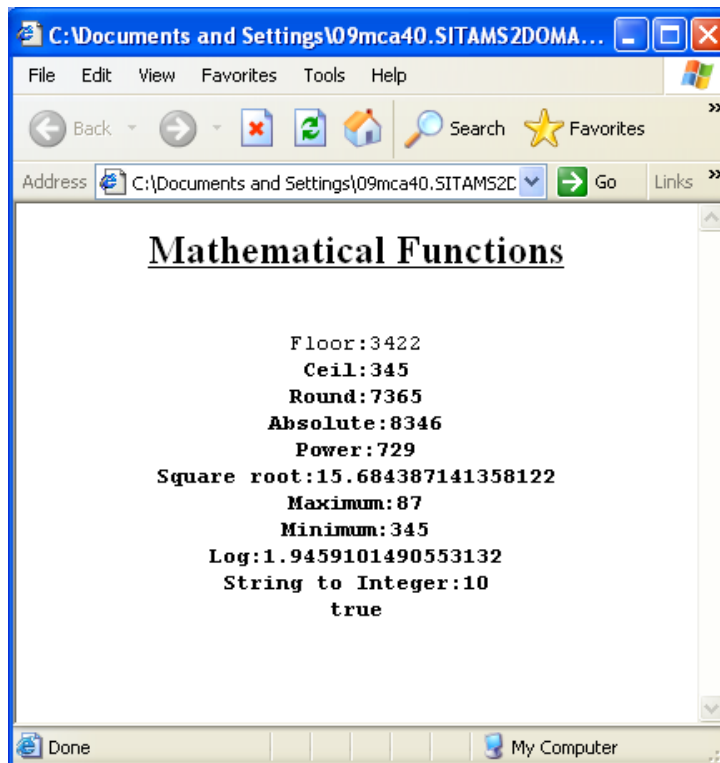 C:\Documents and Settings\09mca40.SITAMS2DOMA...
File Edit View Favorites Tools Help
Back Search Favorites »
Address C:\Documents and Settings\09mca40.SITAMS2D Go Links »
Mathematical Functions
Floor:3422
Ceil:345
Round:7365
Absolute:8346
Power:729
Square root:15.684387141358122
Maximum:87
Minimum:345
Log:1.9459101490553132
String to Integer:10
true
Done My Computer